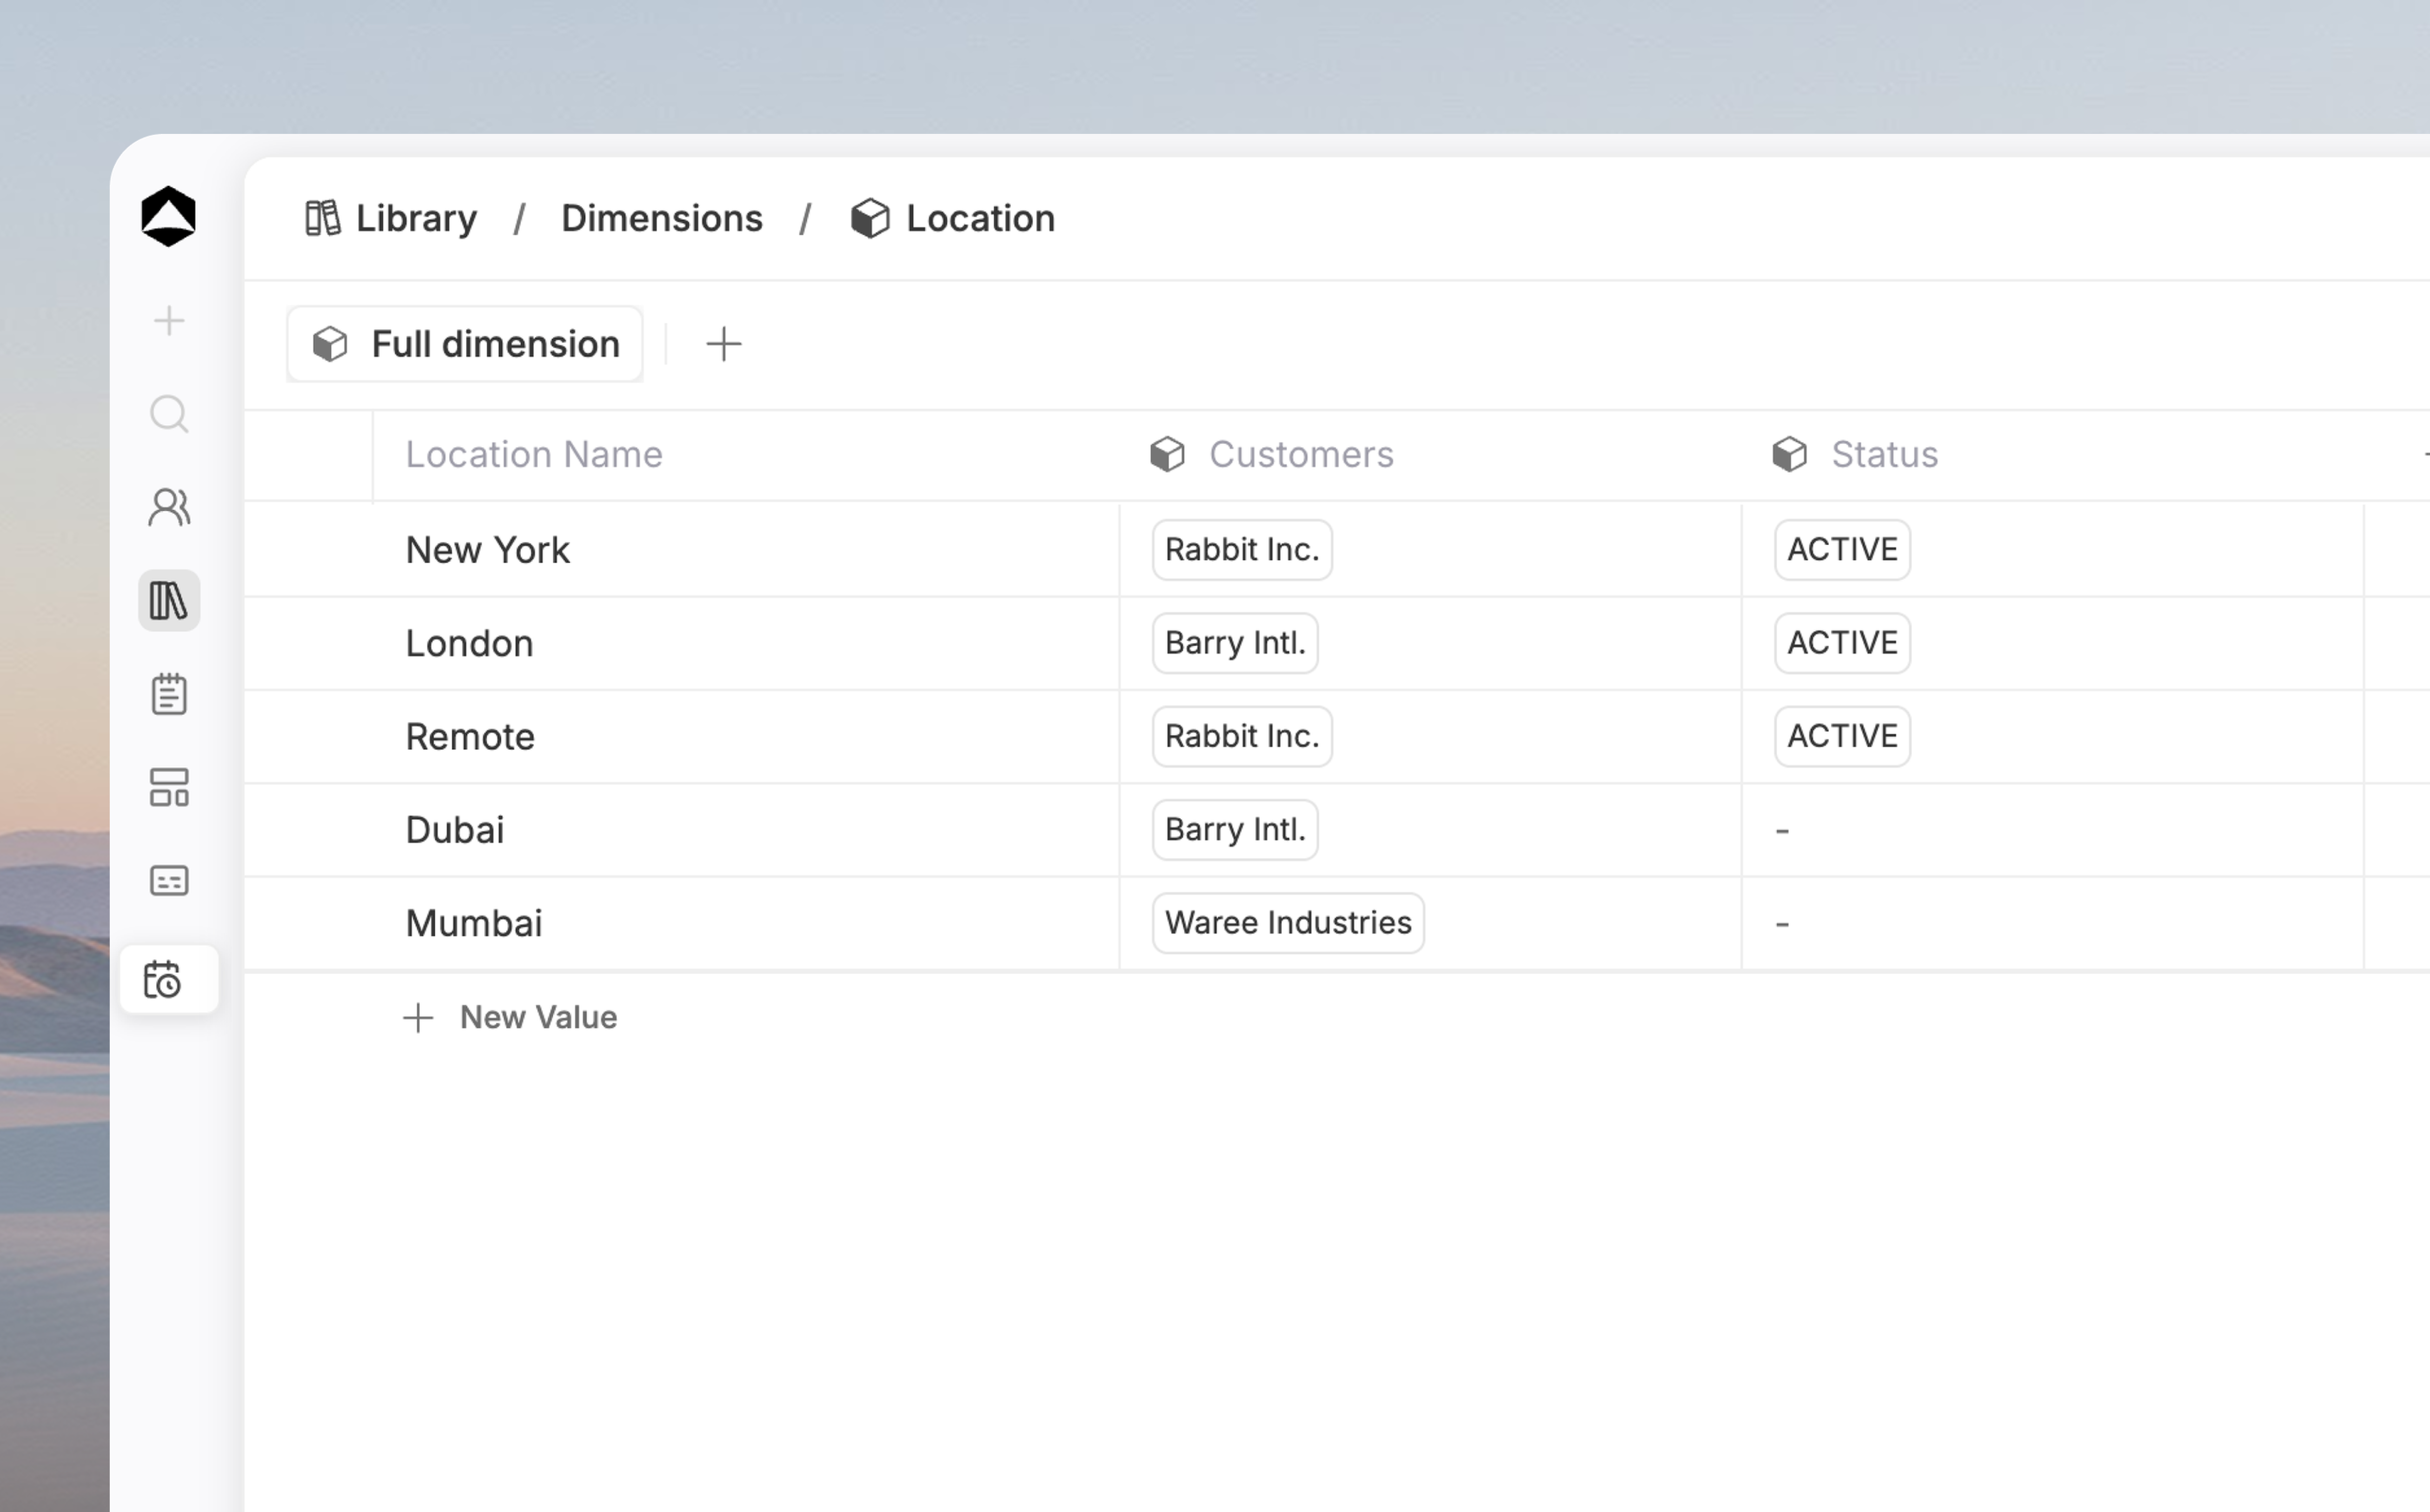 Library / Dimensions / Location
Full dimension
Location Name Customers Status
New York Rabbit Inc. ACTIVE
London Barry Intl. ACTIVE
Remote Rabbit Inc. ACTIVE
Dubai Barry Intl. -
Mumbai Waree Industries -
New Value